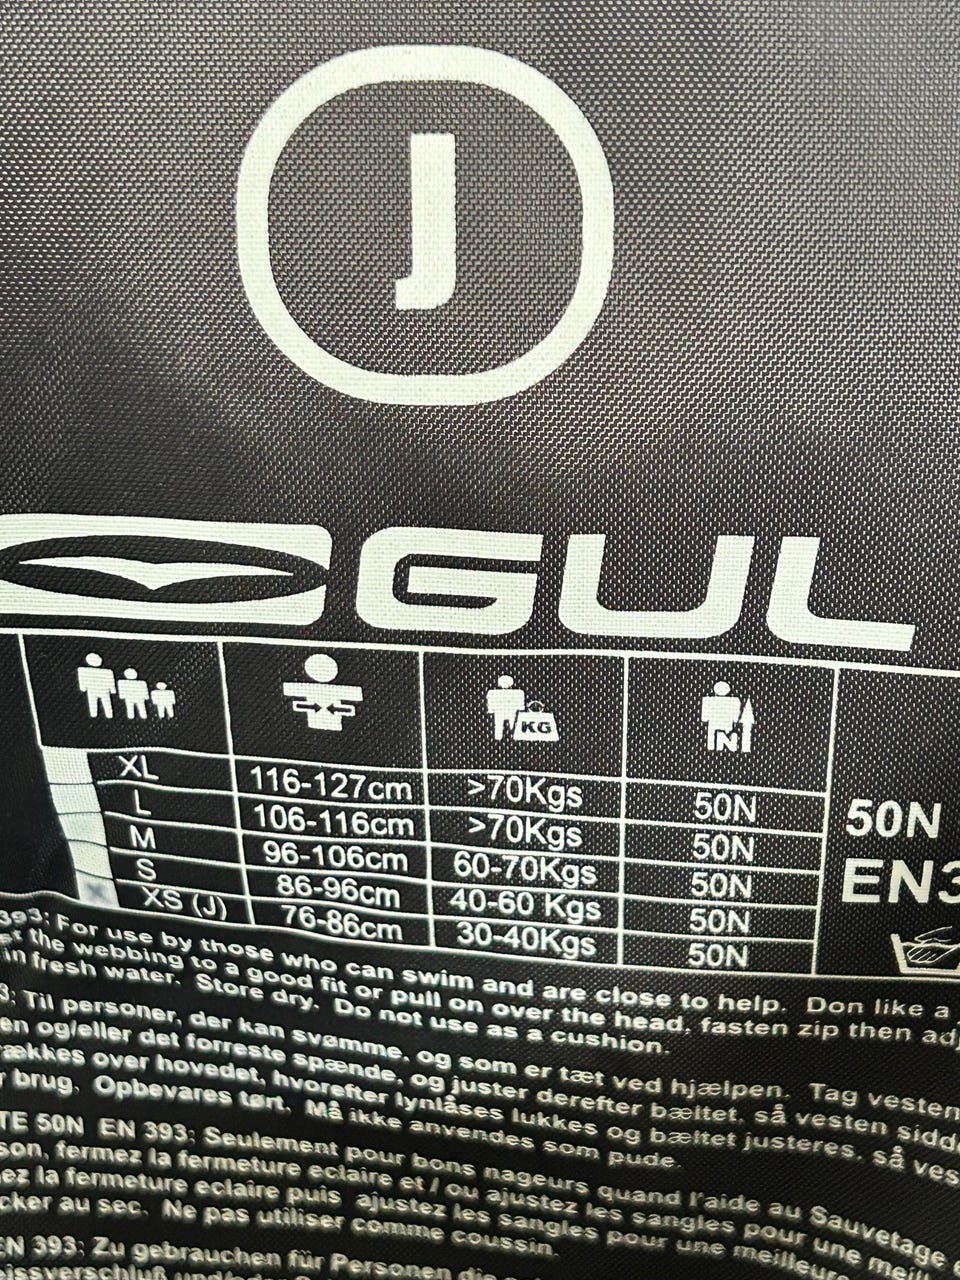 J
GUL
KG
N
XL 116-127cm >70Kgs 50N
L 106-116cm >70Kgs 50N
M 96-106cm 60-70Kgs 50N
S 86-96cm 40-60 Kgs 50N
XS (J) 76-86cm 30-40Kgs 50N
50N
EN3
393: For use by those who can swim and are close to help. Don like a
the webbing to a good fit or pull on over the head, fasten zip then adj
in fresh water. Store dry. Do not use as a cushion.
3: Til personer, der kan svømme, og som er tæt ved hjælpen. Tag vesten
en og/eller det forreste spænde, og juster derefter bæltet, så vesten sidde
rækkes over hovedet, hvorefter lynlåses lukkes og bæltet justeres, så ves
r brug. Opbevares tørt. Må ikke anvendes som pude.
TE 50N EN 393: Seulement pour bons nageurs quand l'aide au Sauvetage
son, fermez la fermeture eclaire et / ou ajustez les sangles pour une
ez la fermeture eclaire puis ajustez les sangles pour une meilleur
cker au sec. Ne pas utiliser comme coussin.
EN 393: Zu gebrauchen für Personen die